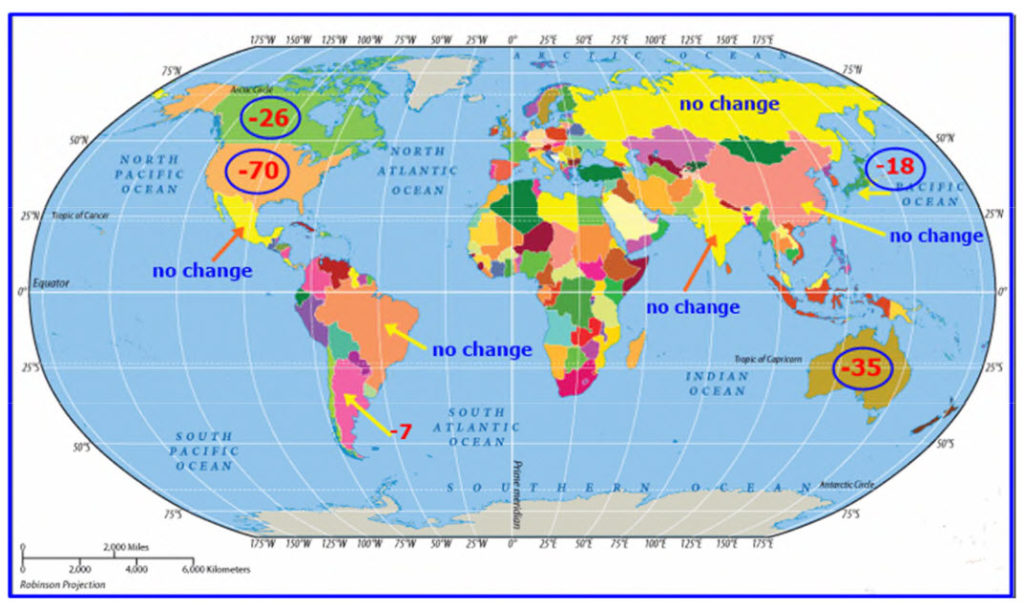 175°W 150°W 125°W 100°W 75°W 50°W 25°W 0° 25°E 50°E 75°E 100°E 125°E 150°E 175°E
ARCTIC OCEAN
75°N
75°N
Arctic Circle
no change
-26
50°N
50°N
NORTH
PACIFIC
OCEAN
NORTH
ATLANTIC
OCEAN
-70
-18
PACIFIC
OCEAN
Tropic of Cancer
25°N
25°N
no change
no change
no change
Equator
0°
0°
no change
Tropic of Capricorn
-35
25°S
25°S
INDIAN
OCEAN
SOUTH
ATLANTIC
OCEAN
-7
SOUTH
PACIFIC
OCEAN
50°S
50°S
Prime meridian
SOUTHERN OCEAN
Antarctic Circle
75°S
75°S
175°W 150°W 125°W 100°W 75°W 50°W 25°W 0° 25°E 50°E 75°E 100°E 125°E 150°E 175°E
0 2,000 Miles
0 2,000 4,000 6,000 Kilometers
Robinson Projection